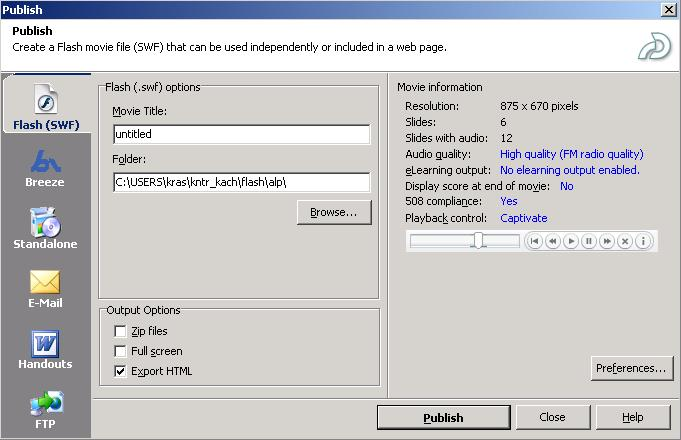 Publish
Publish
Create a Flash movie file (SWF) that can be used independently or included in a web page.
Flash (SWF)
Breeze
Standalone
E-Mail
Handouts
FTP
Flash (.swf) options
Movie Title:
untitled
Folder:
C:\USERS\kras\kntr_kach\flash\alp\
Browse...
Output Options
Zip files
Full screen
Export HTML
Movie information
Resolution: 875 x 670 pixels
Slides: 6
Slides with audio: 12
Audio quality: High quality (FM radio quality)
eLearning output: No elearning output enabled.
Display score at end of movie: No
508 compliance: Yes
Playback control: Captivate
Preferences...
Publish Close Help